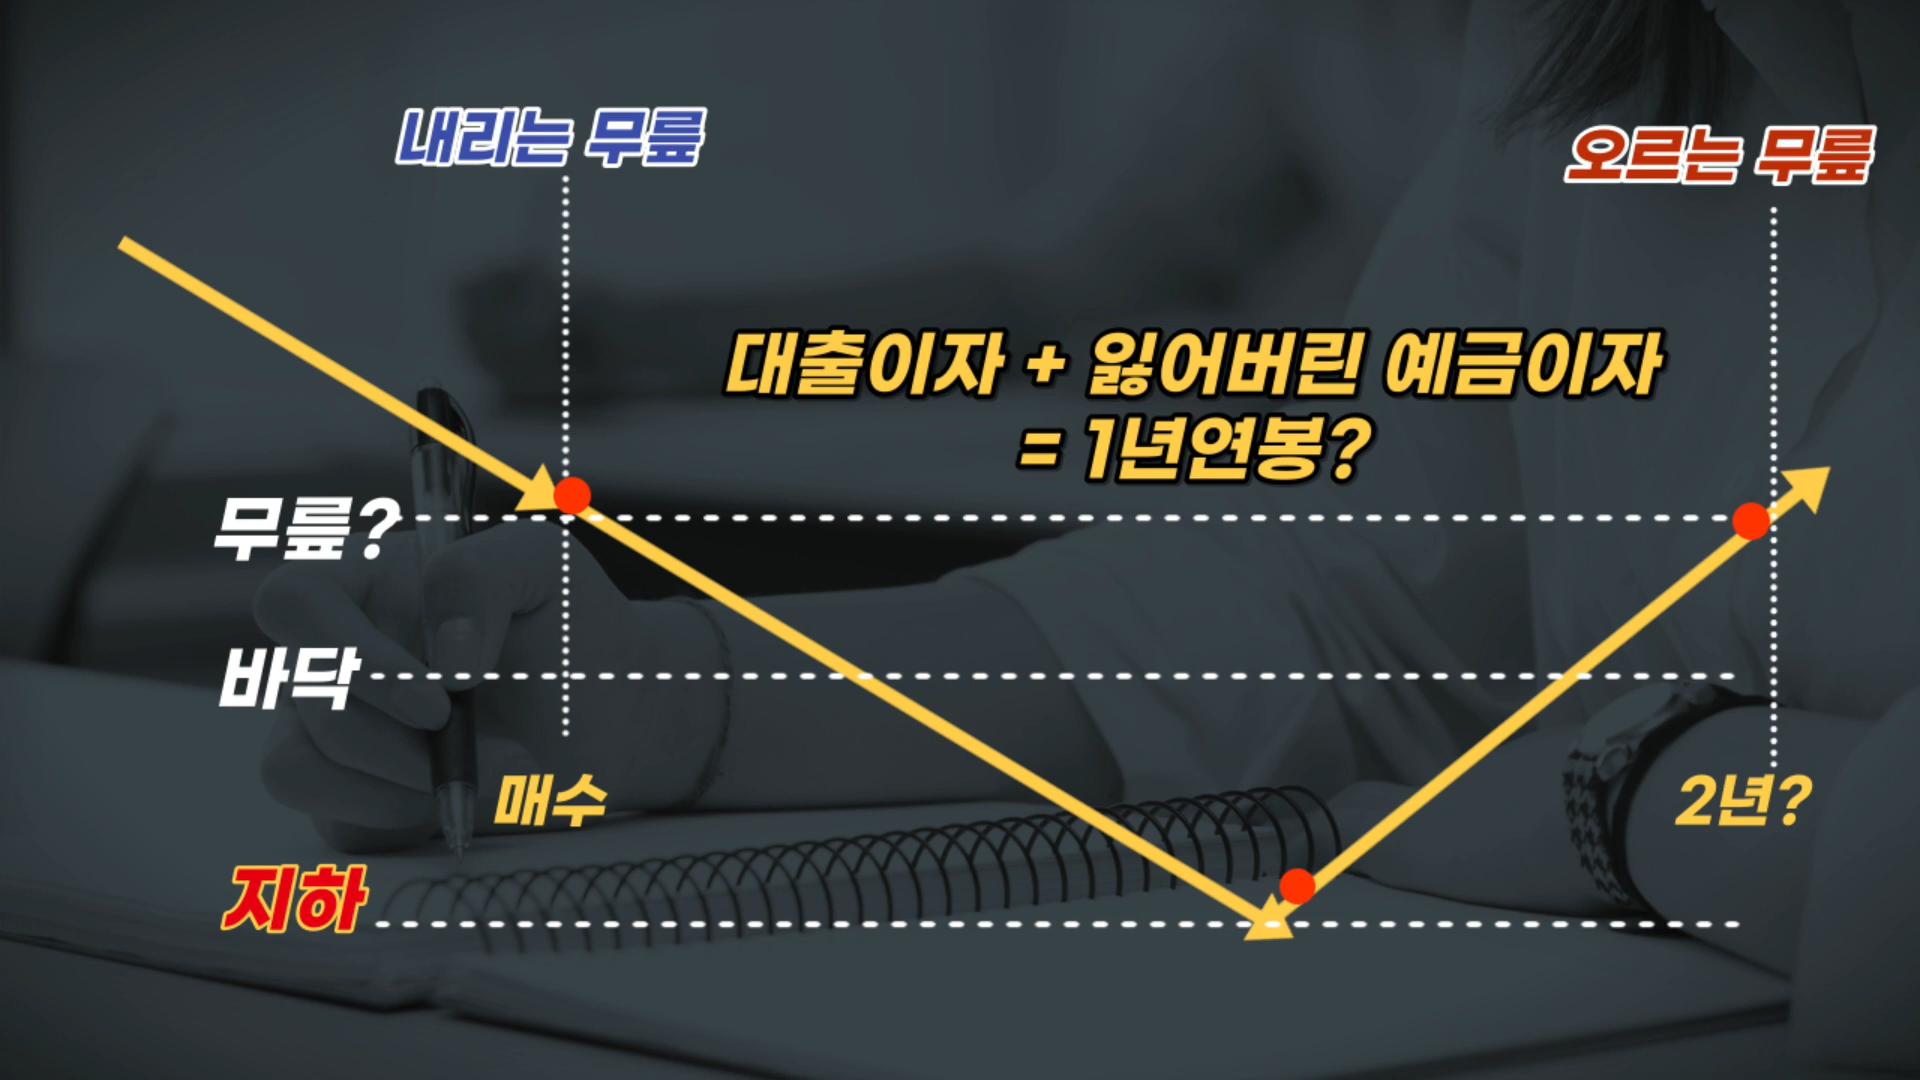 내리는 무릎
오르는 무릎
대출이자 + 잃어버린 예금이자
= 1년연봉?
무릎?
바닥
매수
2년?
지하